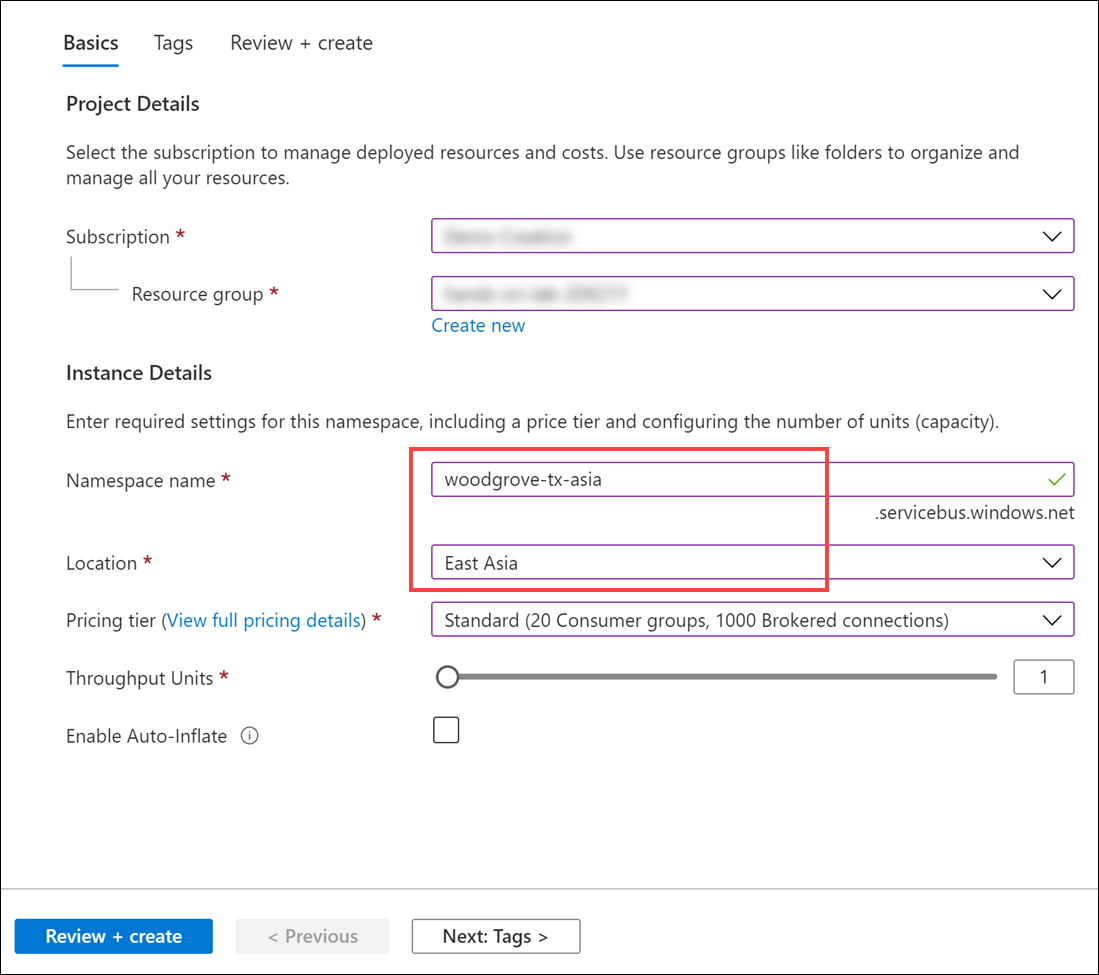 Basics Tags Review + create
Project Details
Select the subscription to manage deployed resources and costs. Use resource groups like folders to organize and
manage all your resources.
Subscription *
Resource group *
Create new
Instance Details
Enter required settings for this namespace, including a price tier and configuring the number of units (capacity).
Namespace name * woodgrove-tx-asia
.servicebus.windows.net
Location * East Asia
Pricing tier (View full pricing details) * Standard (20 Consumer groups, 1000 Brokered connections)
Throughput Units * 1
Enable Auto-Inflate
Review + create < Previous Next: Tags >